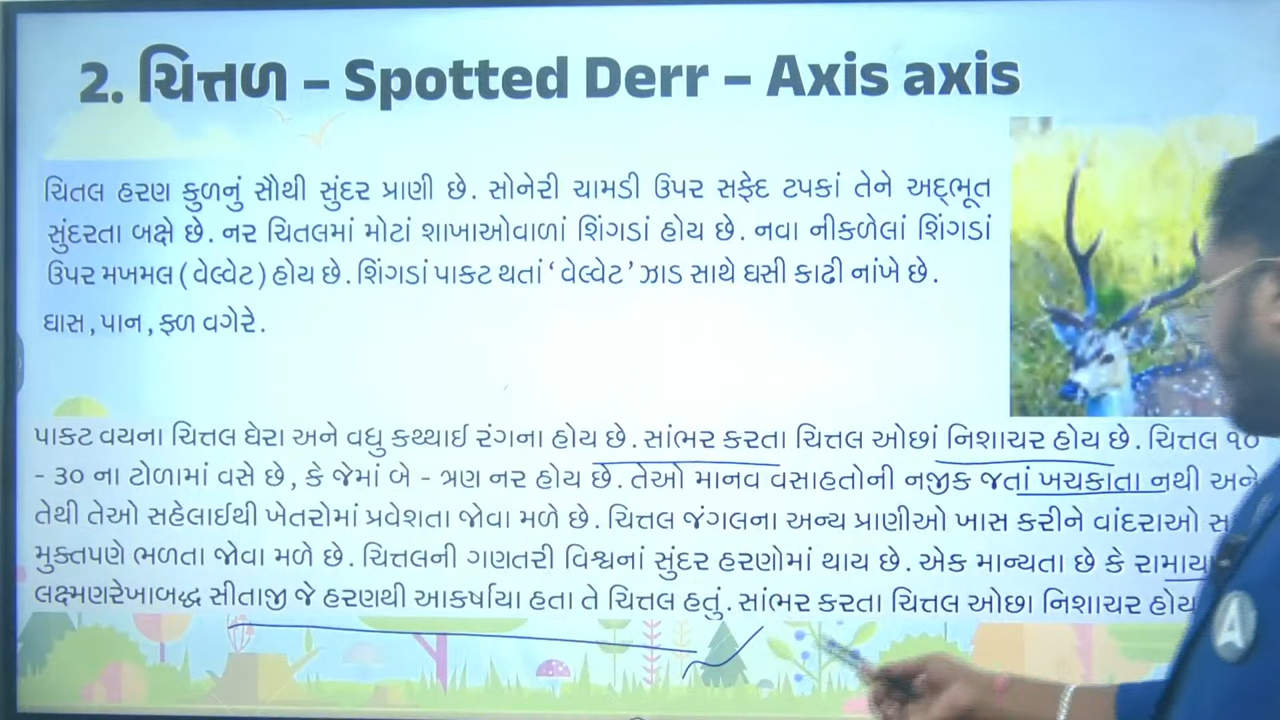 2. ચિત્તળ – Spotted Derr – Axis axis
ચિતલ હરણ કુળનું સૌથી સુંદર પ્રાણી છે. સોનેરી ચામડી ઉપર સફેદ ટપકાં તેને અદ્ભૂત
સુંદરતા બક્ષે છે. નર ચિતલમાં મોટાં શાખાઓવાળાં શિંગડાં હોય છે. નવા નીકળેલાં શિંગડાં
ઉપર મખમલ (વેલ્વેટ) હોય છે. શિંગડાં પાકટ થતાં ‘વેલ્વેટ’ ઝાડ સાથે ઘસી કાઢી નાંખે છે.
ઘાસ, પાન, ફળ વગેરે.
પાકટ વયના ચિત્તલ ઘેરા અને વધુ કથ્થાઈ રંગના હોય છે. સાંભર કરતા ચિત્તલ ઓછાં નિશાચર હોય છે. ચિત્તલ ૧૦
- ૩૦ ના ટોળામાં વસે છે, કે જેમાં બે - ત્રણ નર હોય છે. તેઓ માનવ વસાહતોની નજીક જતાં ખચકાતા નથી અને
તેથી તેઓ સહેલાઈથી ખેતરોમાં પ્રવેશતા જોવા મળે છે. ચિત્તલ જંગલના અન્ય પ્રાણીઓ ખાસ કરીને વાંદરાઓ
મુક્તપણે ભળતા જોવા મળે છે. ચિત્તલની ગણતરી વિશ્વનાં સુંદર હરણોમાં થાય છે. એક માન્યતા છે કે
લક્ષ્મણરેખાબદ્ધ સીતાજી જે હરણથી આકર્ષાયા હતા તે ચિત્તલ હતું. સાંભર કરતા ચિત્તલ ઓછા નિશાચર હોય